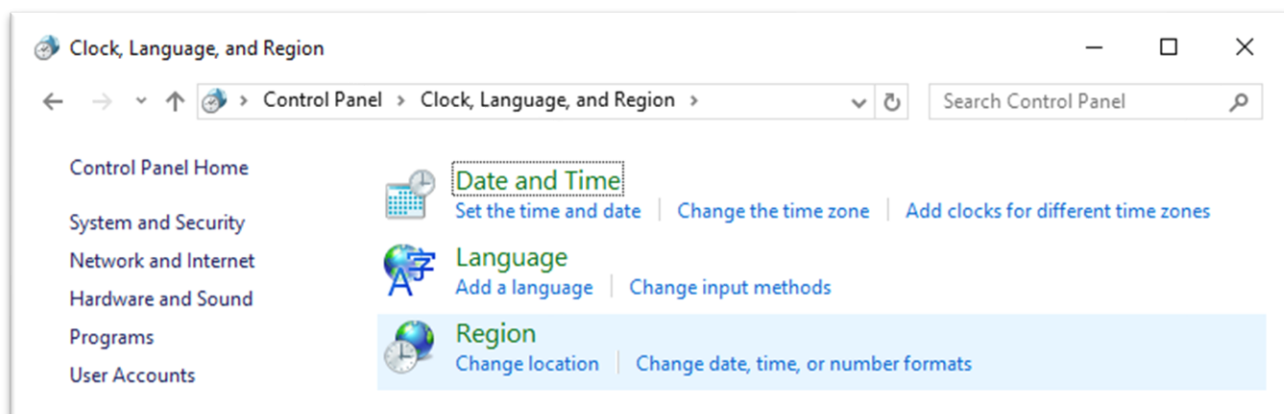 Clock, Language, and Region
Control Panel > Clock, Language, and Region >
Search Control Panel
Control Panel Home
System and Security
Network and Internet
Hardware and Sound
Programs
User Accounts
Date and Time
Set the time and date | Change the time zone | Add clocks for different time zones
Language
Add a language | Change input methods
Region
Change location | Change date, time, or number formats